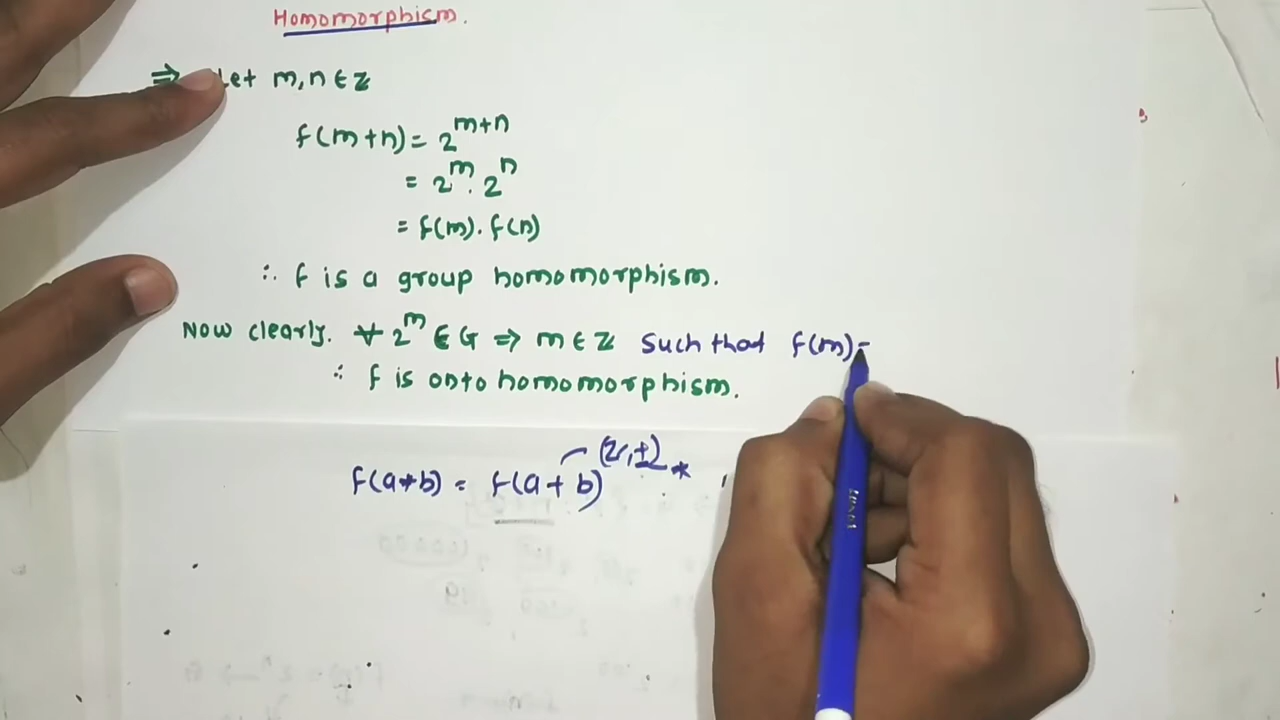 Homomorphism.
⇒ Let m,n ∈ Z
f(m+n) = 2^{m+n}
= 2^m . 2^n
= f(m). f(n)
∴ f is a group homomorphism.
Now clearly. ∀ 2^m ∈ G ⇒ m ∈ Z such that f(m)=
∴ f is onto homomorphism.
f(a*b) = f(a+b) (Z,+) *